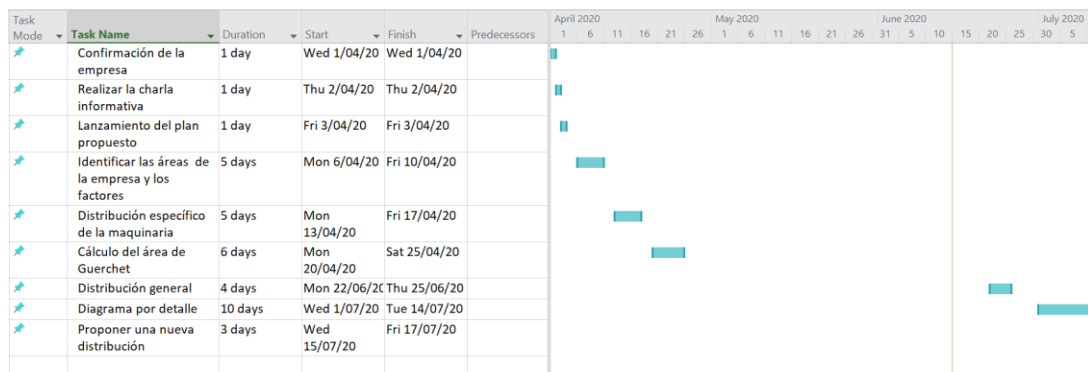 Task Mode Task Name Duration Start Finish Predecessors
April 2020 May 2020 June 2020 July 2020
1 6 11 16 21 26 1 6 11 16 21 26 31 5 10 15 20 25 30 5
Confirmación de la empresa 1 day Wed 1/04/20 Wed 1/04/20
Realizar la charla informativa 1 day Thu 2/04/20 Thu 2/04/20
Lanzamiento del plan propuesto 1 day Fri 3/04/20 Fri 3/04/20
Identificar las áreas de la empresa y los factores 5 days Mon 6/04/20 Fri 10/04/20
Distribución específico de la maquinaria 5 days Mon 13/04/20 Fri 17/04/20
Cálculo del área de Guerchet 6 days Mon 20/04/20 Sat 25/04/20
Distribución general 4 days Mon 22/06/20 Thu 25/06/20
Diagrama por detalle 10 days Wed 1/07/20 Tue 14/07/20
Proponer una nueva distribución 3 days Wed 15/07/20 Fri 17/07/20